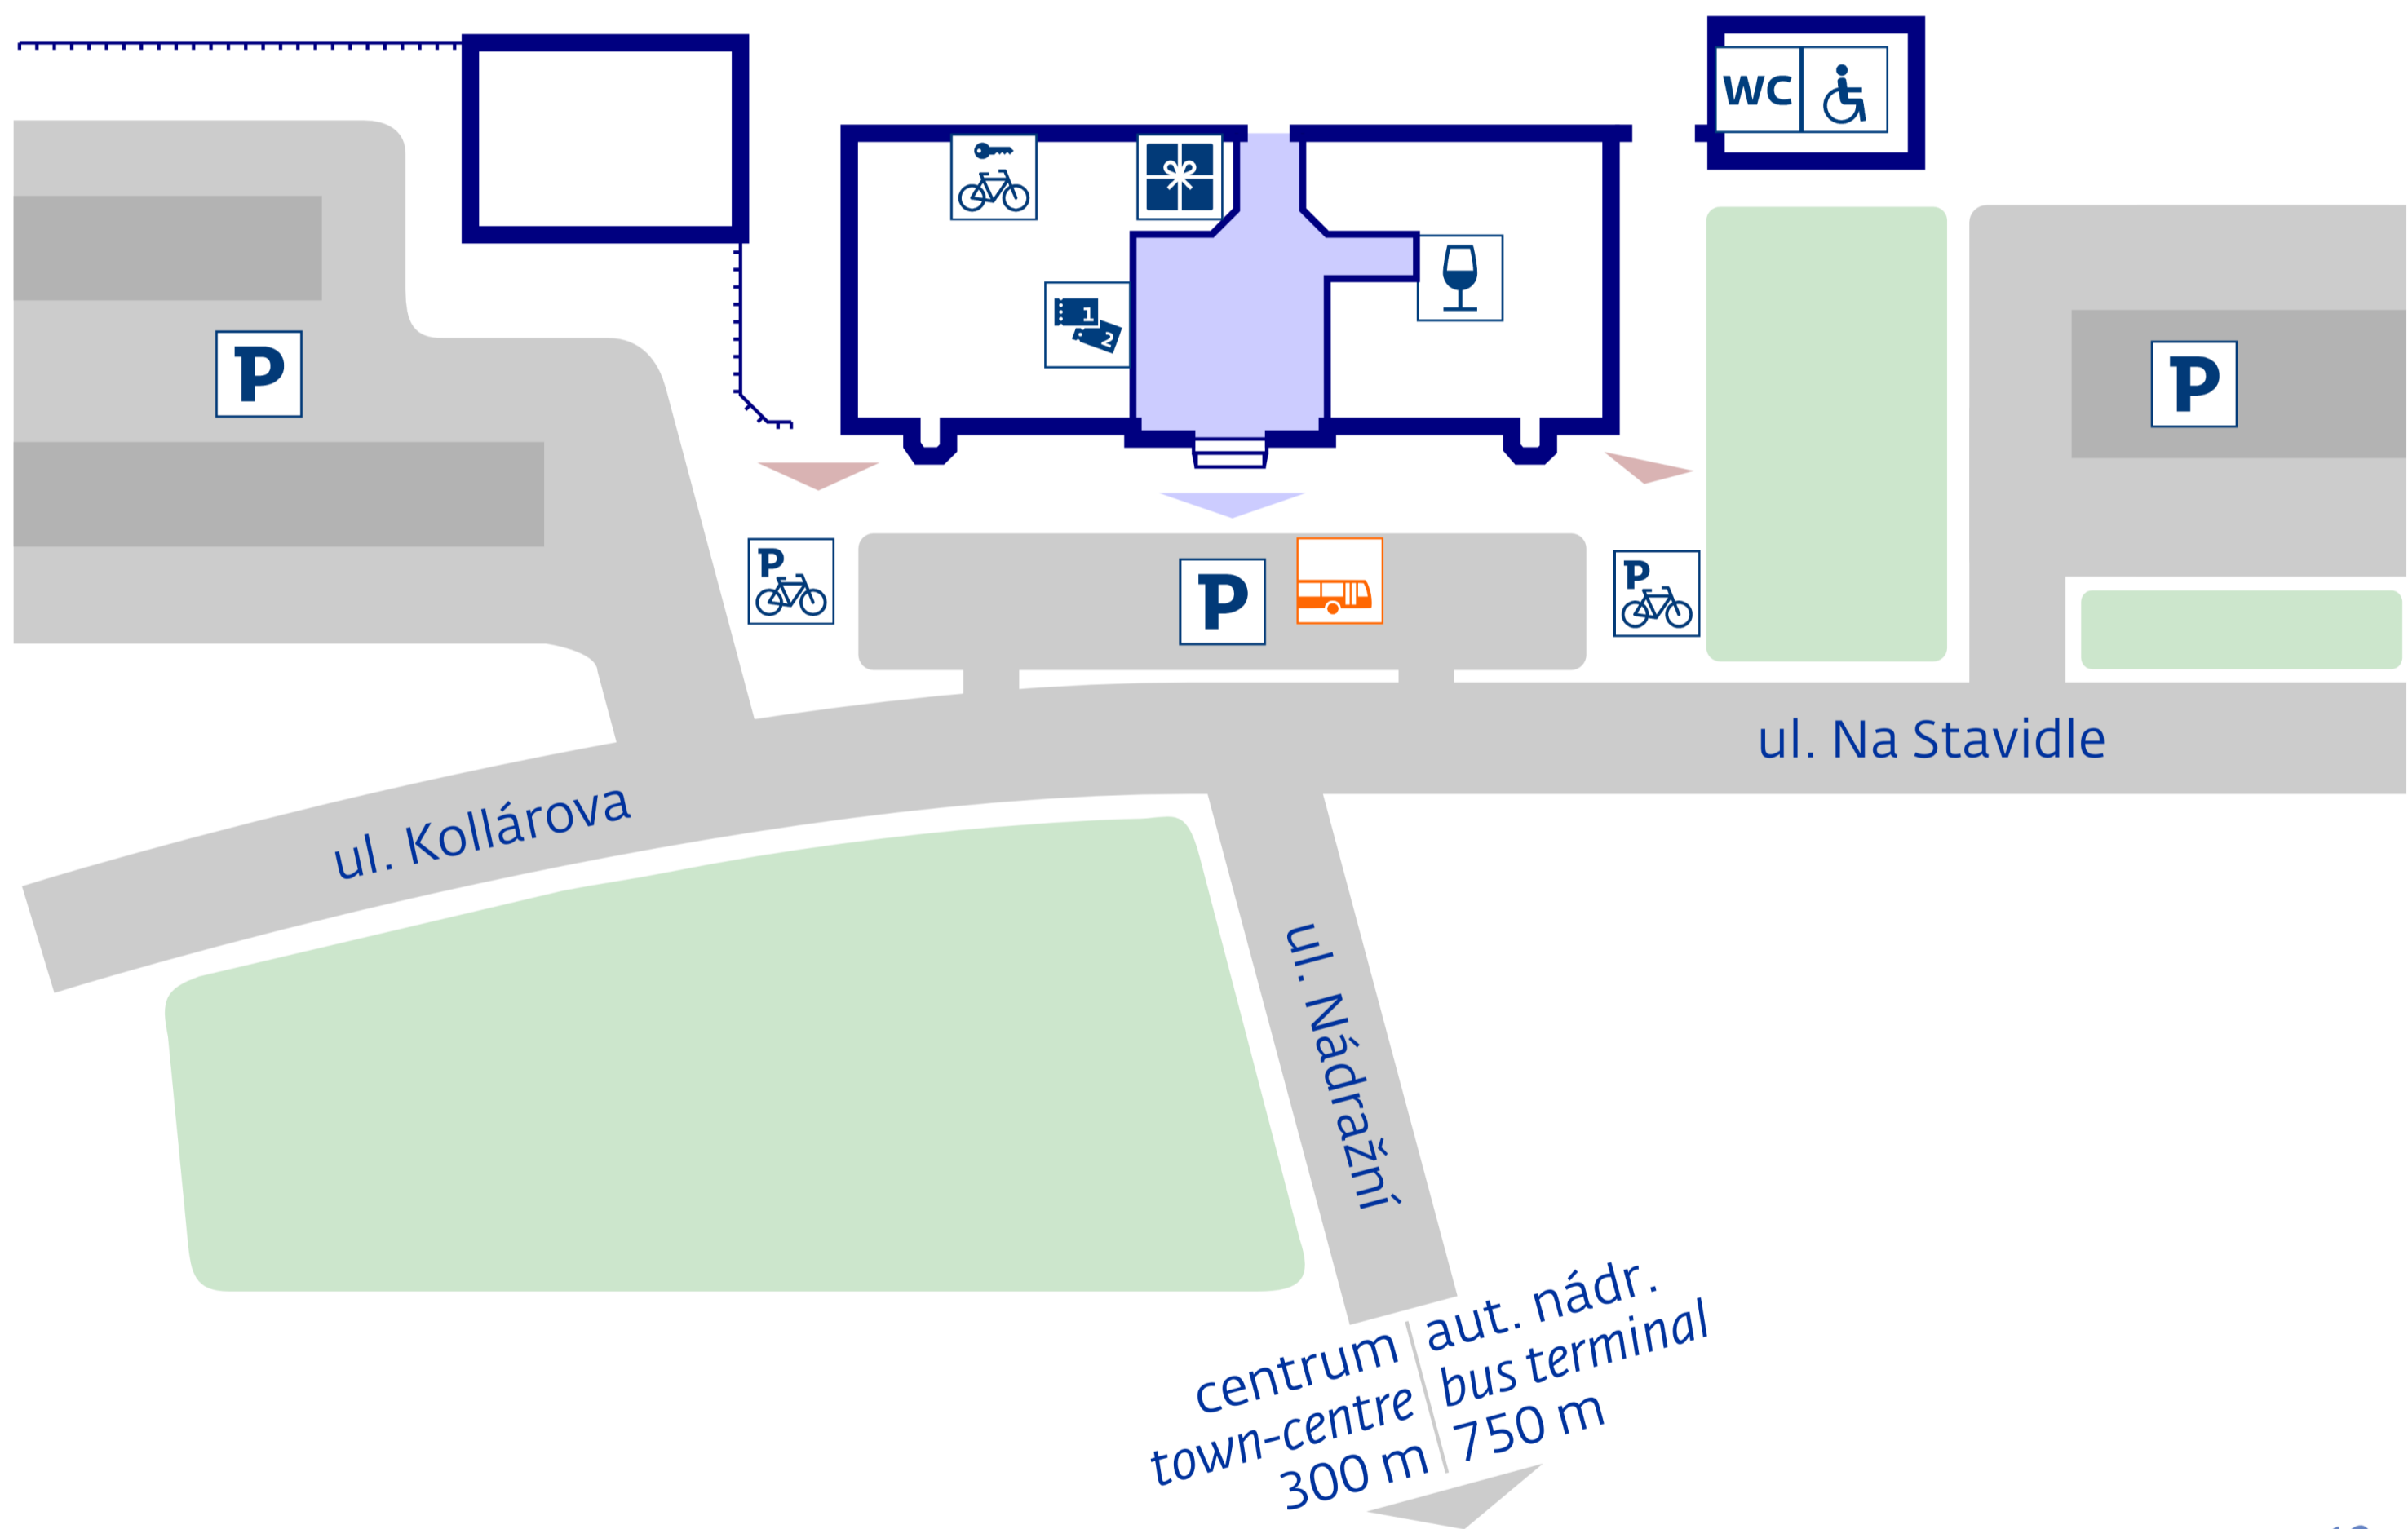 WC
1
2
P
P
P
P
P
ul. Na Stavidle
ul. Kollárova
ul. Nádražní
centrum
town-centre
300 m
aut. nádr.
bus terminal
750 m